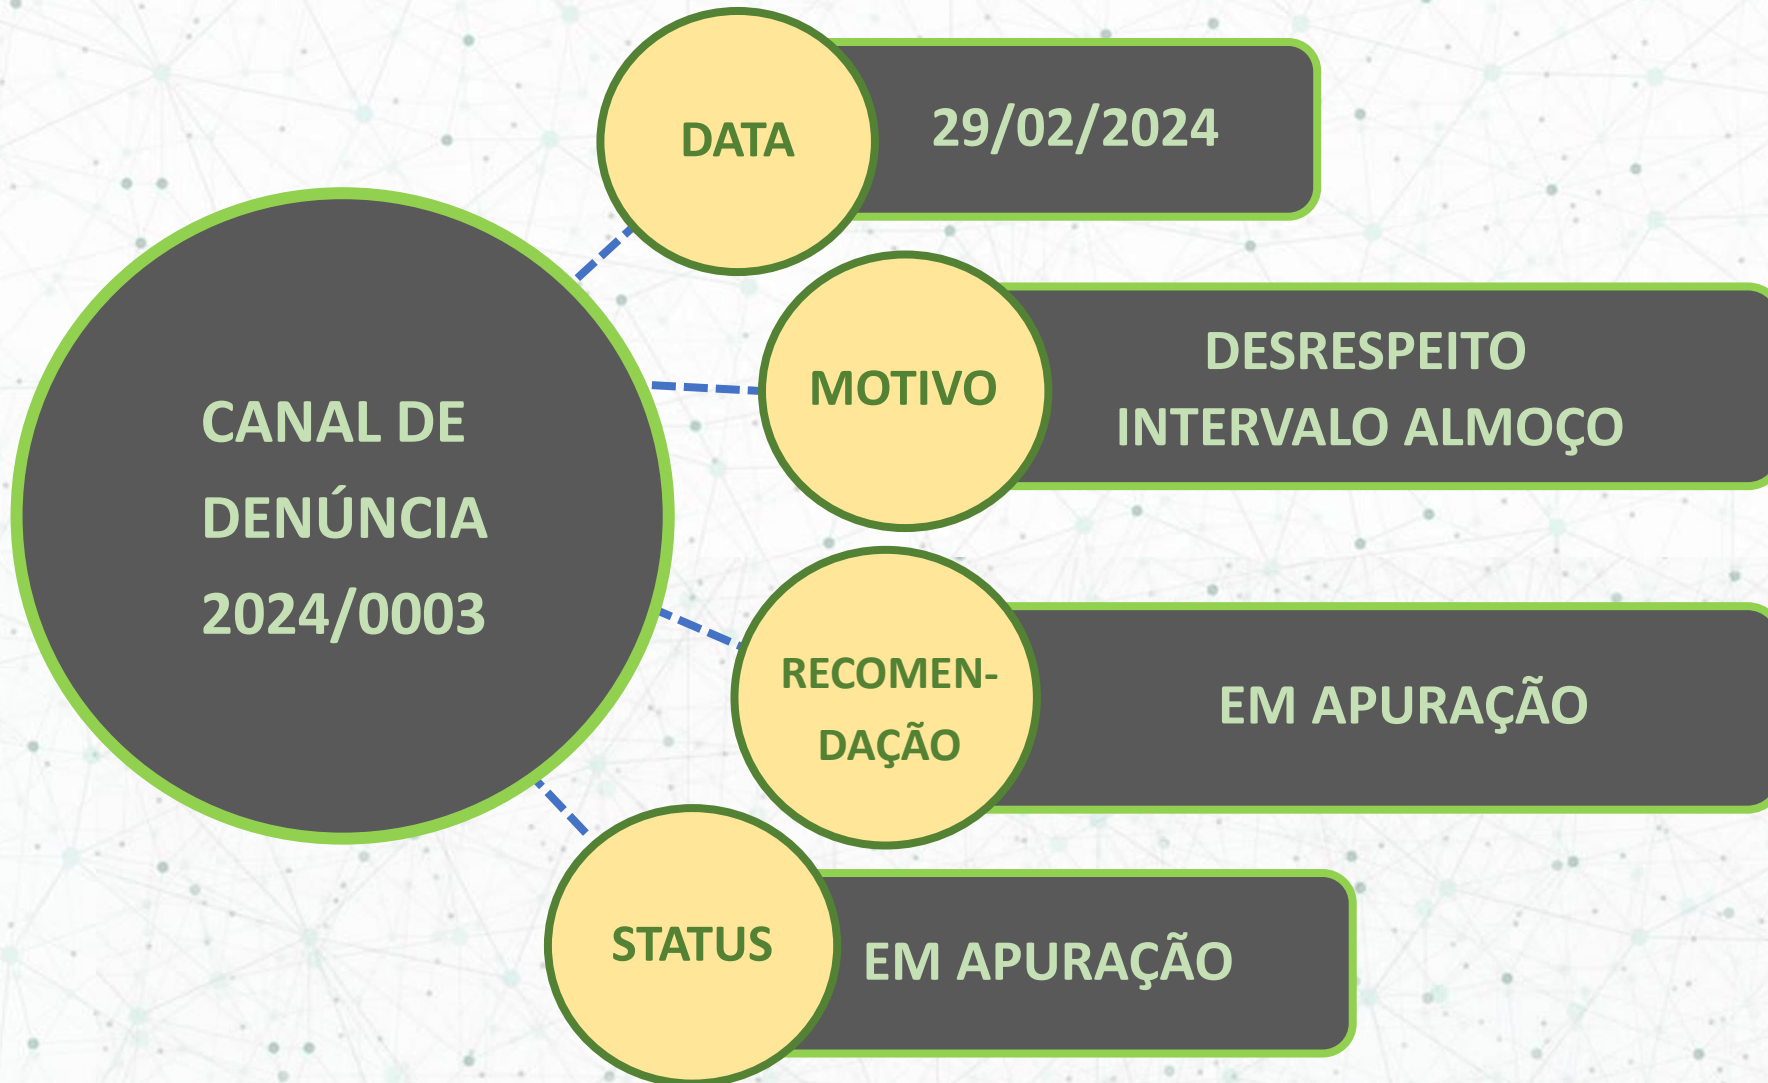 CANAL DE
DENÚNCIA
2024/0003
DATA
29/02/2024
MOTIVO
DESRESPEITO
INTERVALO ALMOÇO
RECOMEN-
DAÇÃO
EM APURAÇÃO
STATUS
EM APURAÇÃO